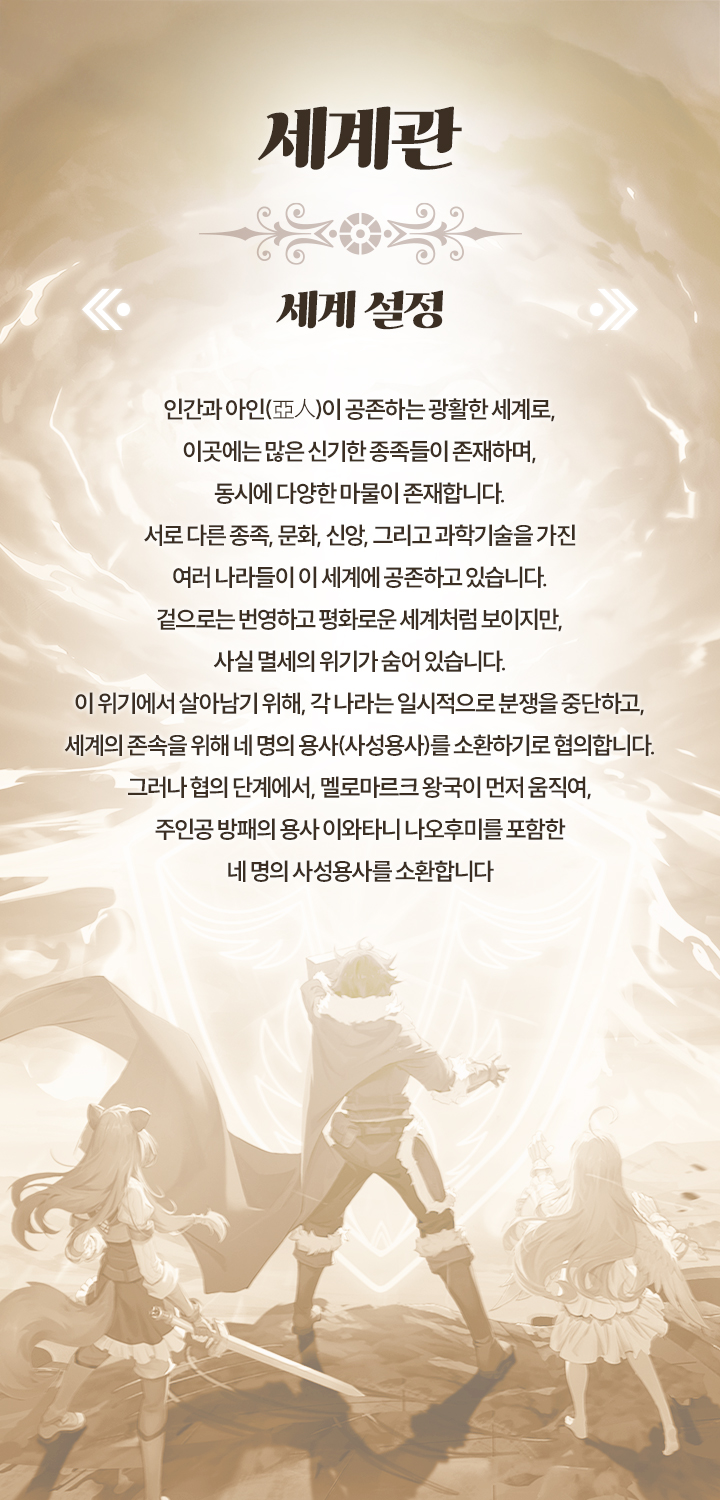 세계관
세계 설정
인간과 아인(亞人)이 공존하는 광활한 세계로,
이곳에는 많은 신기한 종족들이 존재하며,
동시에 다양한 마물이 존재합니다.
서로 다른 종족, 문화, 신앙, 그리고 과학기술을 가진
여러 나라들이 이 세계에 공존하고 있습니다.
겉으로는 번영하고 평화로운 세계처럼 보이지만,
사실 멸세의 위기가 숨어 있습니다.
이 위기에서 살아남기 위해, 각 나라는 일시적으로 분쟁을 중단하고,
세계의 존속을 위해 네 명의 용사(사성용사)를 소환하기로 협의합니다.
그러나 협의 단계에서, 멜로마르크 왕국이 먼저 움직여,
주인공 방패의 용사 이와타니 나오후미를 포함한
네 명의 사성용사를 소환합니다